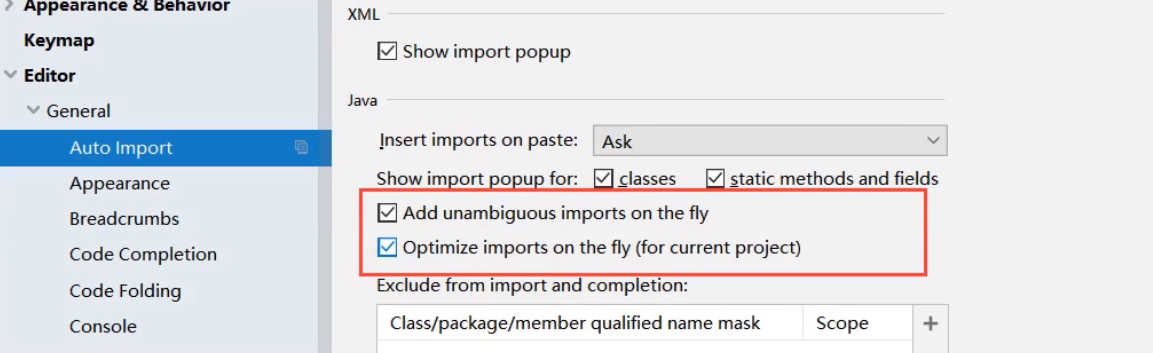 Appearance & Behavior
Keymap
Editor
General
Auto Import
Appearance
Breadcrumbs
Code Completion
Code Folding
Console
XML
Show import popup
Java
Insert imports on paste: Ask
Show import popup for: classes static methods and fields
Add unambiguous imports on the fly
Optimize imports on the fly (for current project)
Exclude from import and completion:
Class/package/member qualified name mask Scope +